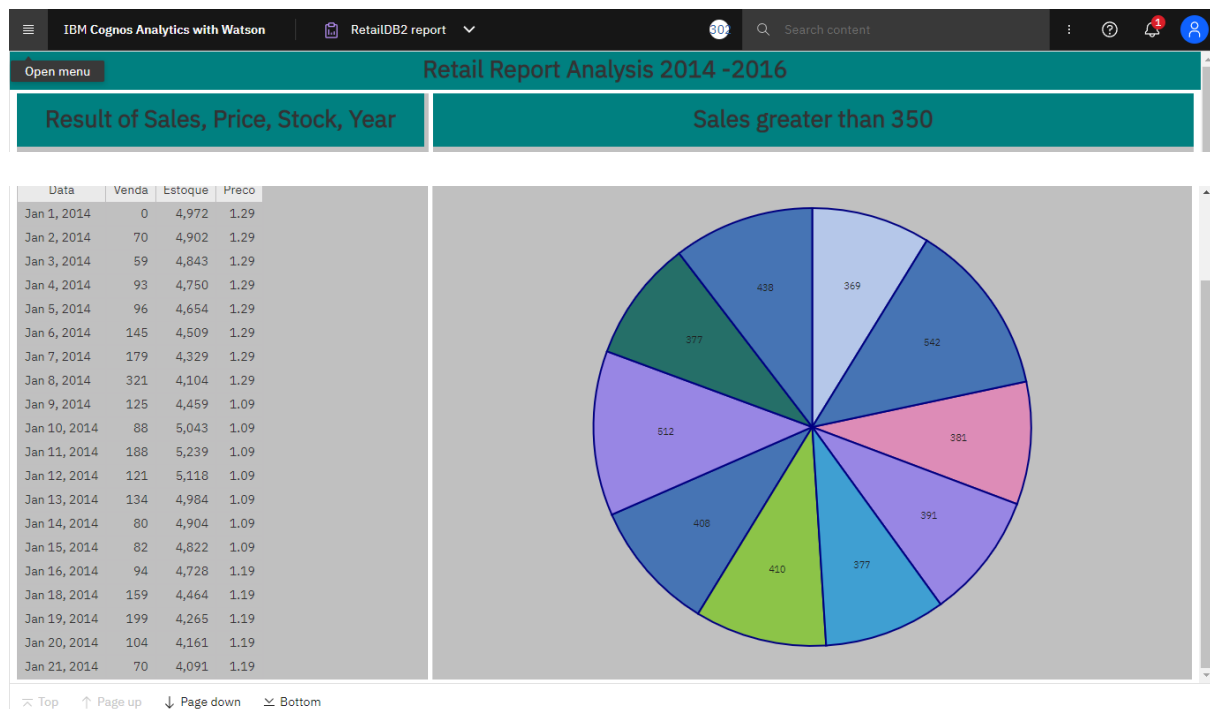 IBM Cognos Analytics with Watson
RetailDB2 report
302
Search content
1
Open menu
Retail Report Analysis 2014 -2016
Result of Sales, Price, Stock, Year
Sales greater than 350
Data Venda Estoque Preco
Jan 1, 2014 0 4,972 1.29
Jan 2, 2014 70 4,902 1.29
Jan 3, 2014 59 4,843 1.29
Jan 4, 2014 93 4,750 1.29
Jan 5, 2014 96 4,654 1.29
Jan 6, 2014 145 4,509 1.29
Jan 7, 2014 179 4,329 1.29
Jan 8, 2014 321 4,104 1.29
Jan 9, 2014 125 4,459 1.09
Jan 10, 2014 88 5,043 1.09
Jan 11, 2014 188 5,239 1.09
Jan 12, 2014 121 5,118 1.09
Jan 13, 2014 134 4,984 1.09
Jan 14, 2014 80 4,904 1.09
Jan 15, 2014 82 4,822 1.09
Jan 16, 2014 94 4,728 1.19
Jan 18, 2014 159 4,464 1.19
Jan 19, 2014 199 4,265 1.19
Jan 20, 2014 104 4,161 1.19
Jan 21, 2014 70 4,091 1.19
369
542
381
391
377
410
408
512
377
438
Top Page up Page down Bottom